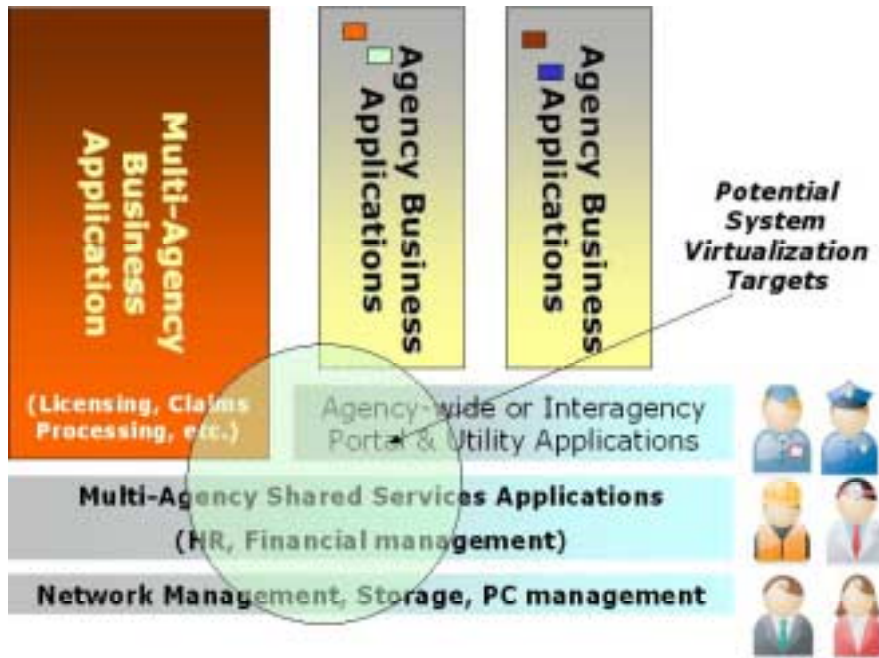 Multi-Agency
Business
Application
(Licensing, Claims
Processing, etc.)
Agency Business
Applications
Agency Business
Applications
Potential
System
Virtualization
Targets
Agency-wide or Interagency
Portal & Utility Applications
Multi-Agency Shared Services Applications
(HR, Financial management)
Network Management, Storage, PC management